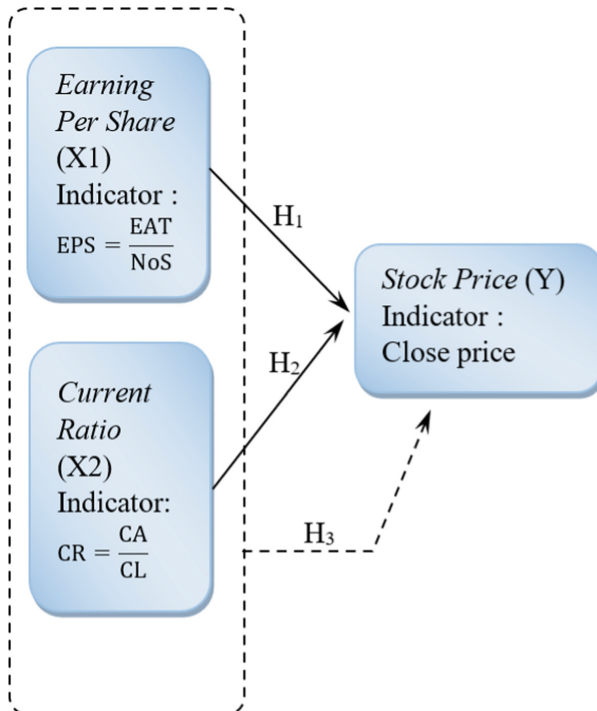 Earning
Per Share
(X1)
Indicator :
EPS = EAT/NoS
H₁
Stock Price (Y)
Indicator :
Close price
H₂
Current
Ratio
(X2)
Indicator:
CR = CA/CL
H₃